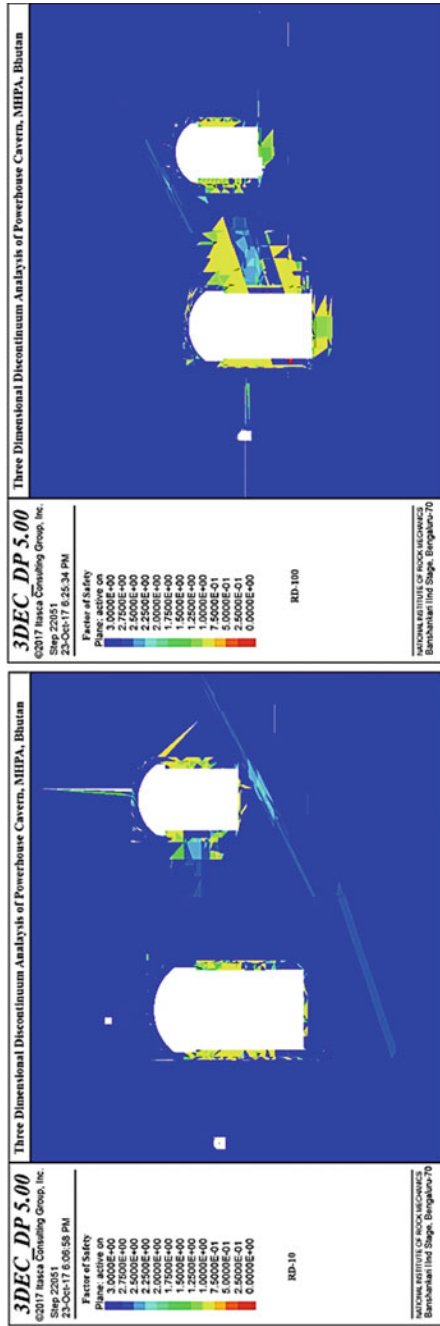 3DEC_DP 5.00
©2017 Itasca Consulting Group, Inc.
Step 22051
23-Oct-17 6:06:58 PM
Factor of Safety
Plane: active on
3.0000E+00
2.7500E+00
2.5000E+00
2.2500E+00
2.0000E+00
1.7500E+00
1.5000E+00
1.2500E+00
1.0000E+00
7.5000E-01
5.0000E-01
2.5000E-01
0.0000E+00
RD-10
NATIONAL INSTITUTE OF ROCK MECHANICS
Banshankari IInd Stage, Bengaluru-70
Three Dimensional Discontinuum Analaysis of Powerhouse Cavern, MHPA, Bhutan
3DEC_DP 5.00
©2017 Itasca Consulting Group, Inc.
Step 22051
23-Oct-17 6:25:34 PM
Factor of Safety
Plane: active on
3.0000E+00
2.7500E+00
2.5000E+00
2.2500E+00
2.0000E+00
1.7500E+00
1.5000E+00
1.2500E+00
1.0000E+00
7.5000E-01
5.0000E-01
2.5000E-01
0.0000E+00
RD-100
NATIONAL INSTITUTE OF ROCK MECHANICS
Banshankari IInd Stage, Bengaluru-70
Three Dimensional Discontinuum Analaysis of Powerhouse Cavern, MHPA, Bhutan